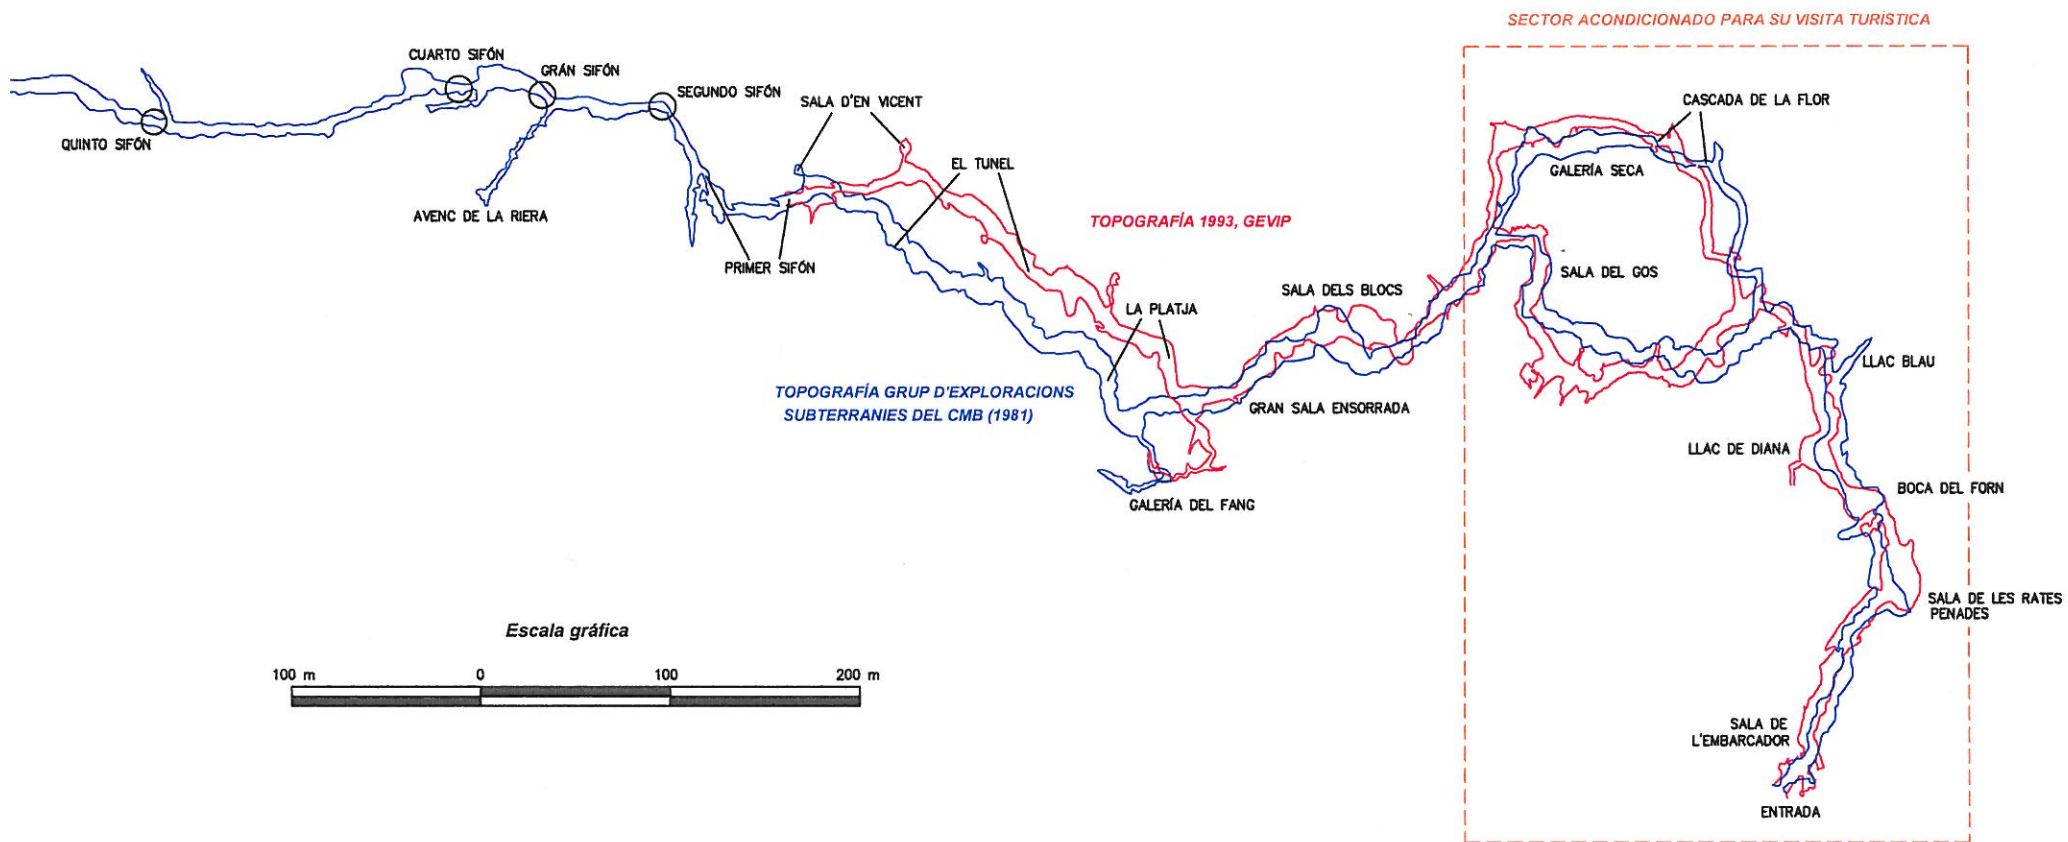 SECTOR ACONDICIONADO PARA SU VISITA TURÍSTICA
CUARTO SIFÓN
GRÁN SIFÓN
SEGUNDO SIFÓN
QUINTO SIFÓN
AVENC DE LA RIERA
SALA D'EN VICENT
EL TUNEL
PRIMER SIFÓN
TOPOGRAFÍA 1993, GEVIP
LA PLATJA
SALA DELS BLOCS
TOPOGRAFÍA GRUP D'EXPLORACIONS
SUBTERRANIES DEL CMB (1981)
GRAN SALA ENSORRADA
GALERÍA DEL FANG
CASCADA DE LA FLOR
GALERÍA SECA
SALA DEL GOS
LLAC BLAU
LLAC DE DIANA
BOCA DEL FORN
SALA DE LES RATES
PENADES
SALA DE
L'EMBARCADOR
ENTRADA
Escala gráfica
100 m 0 100 200 m